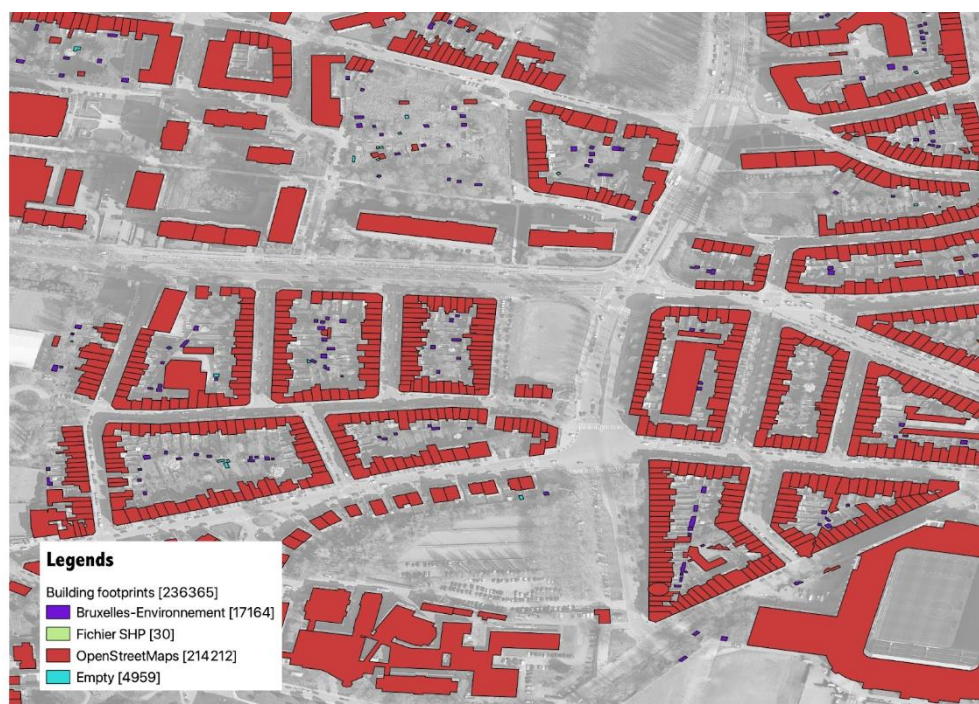 Legends
Building footprints [236365]
Bruxelles-Environnement [17164]
Fichier SHP [30]
OpenStreetMaps [214212]
Empty [4959]